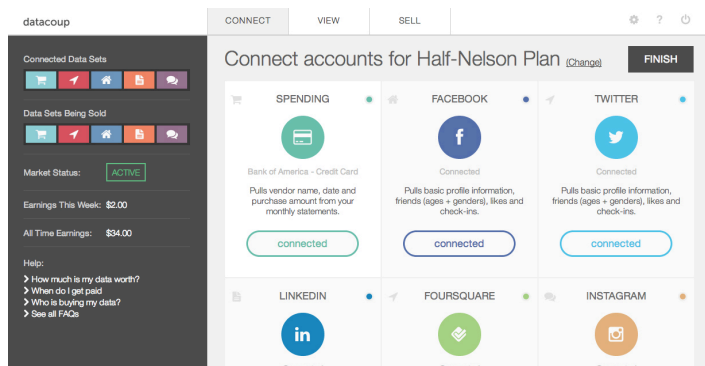 datacoup
CONNECT
VIEW
SELL
?
Connected Data Sets
Data Sets Being Sold
Market Status:
ACTIVE
Earnings This Week: $2.00
All Time Earnings: $34.00
Help:
How much is my data worth?
When do I get paid
Who is buying my data?
See all FAQs
Connect accounts for Half-Nelson Plan (Change)
FINISH
SPENDING
Bank of America - Credit Card
Pulls vendor name, date and
purchase amount from your
monthly statements.
connected
FACEBOOK
f
Connected
Pulls basic profile information,
friends (ages + genders), likes and
check-ins.
connected
TWITTER
Connected
Pulls basic profile information,
friends (ages + genders), likes and
check-ins.
connected
LINKEDIN
in
FOURSQUARE
INSTAGRAM